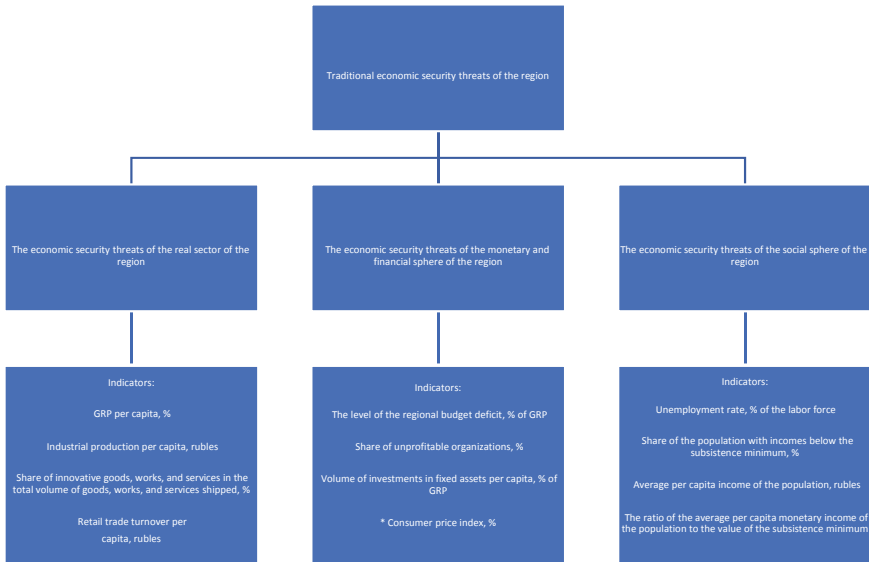 Traditional economic security threats of the region
The economic security threats of the real sector of the
region
The economic security threats of the monetary and
financial sphere of the region
The economic security threats of the social sphere of the
region
Indicators:
GRP per capita, %
Industrial production per capita, rubles
Share of innovative goods, works, and services in the
total volume of goods, works, and services shipped, %
Retail trade turnover per
capita, rubles
Indicators:
The level of the regional budget deficit, % of GRP
Share of unprofitable organizations, %
Volume of investments in fixed assets per capita, % of
GRP
* Consumer price index, %
Indicators:
Unemployment rate, % of the labor force
Share of the population with incomes below the
subsistence minimum, %
Average per capita income of the population, rubles
The ratio of the average per capita monetary income of
the population to the value of the subsistence minimum